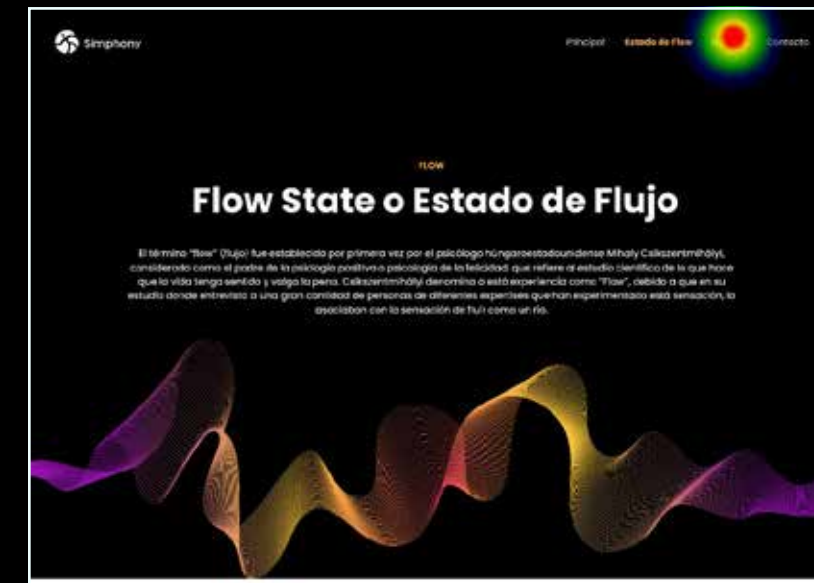 Simphony
Principal Estado de Flow Contacto
FLOW
Flow State o Estado de Flujo
El término "flow" (flujo) fue establecido por primera vez por el psicólogo húngaroestadounidense Mihaly Csikszentmihályi,
considerado como el padre de la psicología positiva o psicología de la felicidad, que refiere al estudio científico de lo que hace
que la vida tenga sentido y valga la pena. Csikszentmihályi denomina a está experiencia como "Flow", debido a que en su
estudio donde entrevisto a una gran cantidad de personas de diferentes expertises que han experimentado está sensación, la
asociaban con la sensación de fluir como un río.